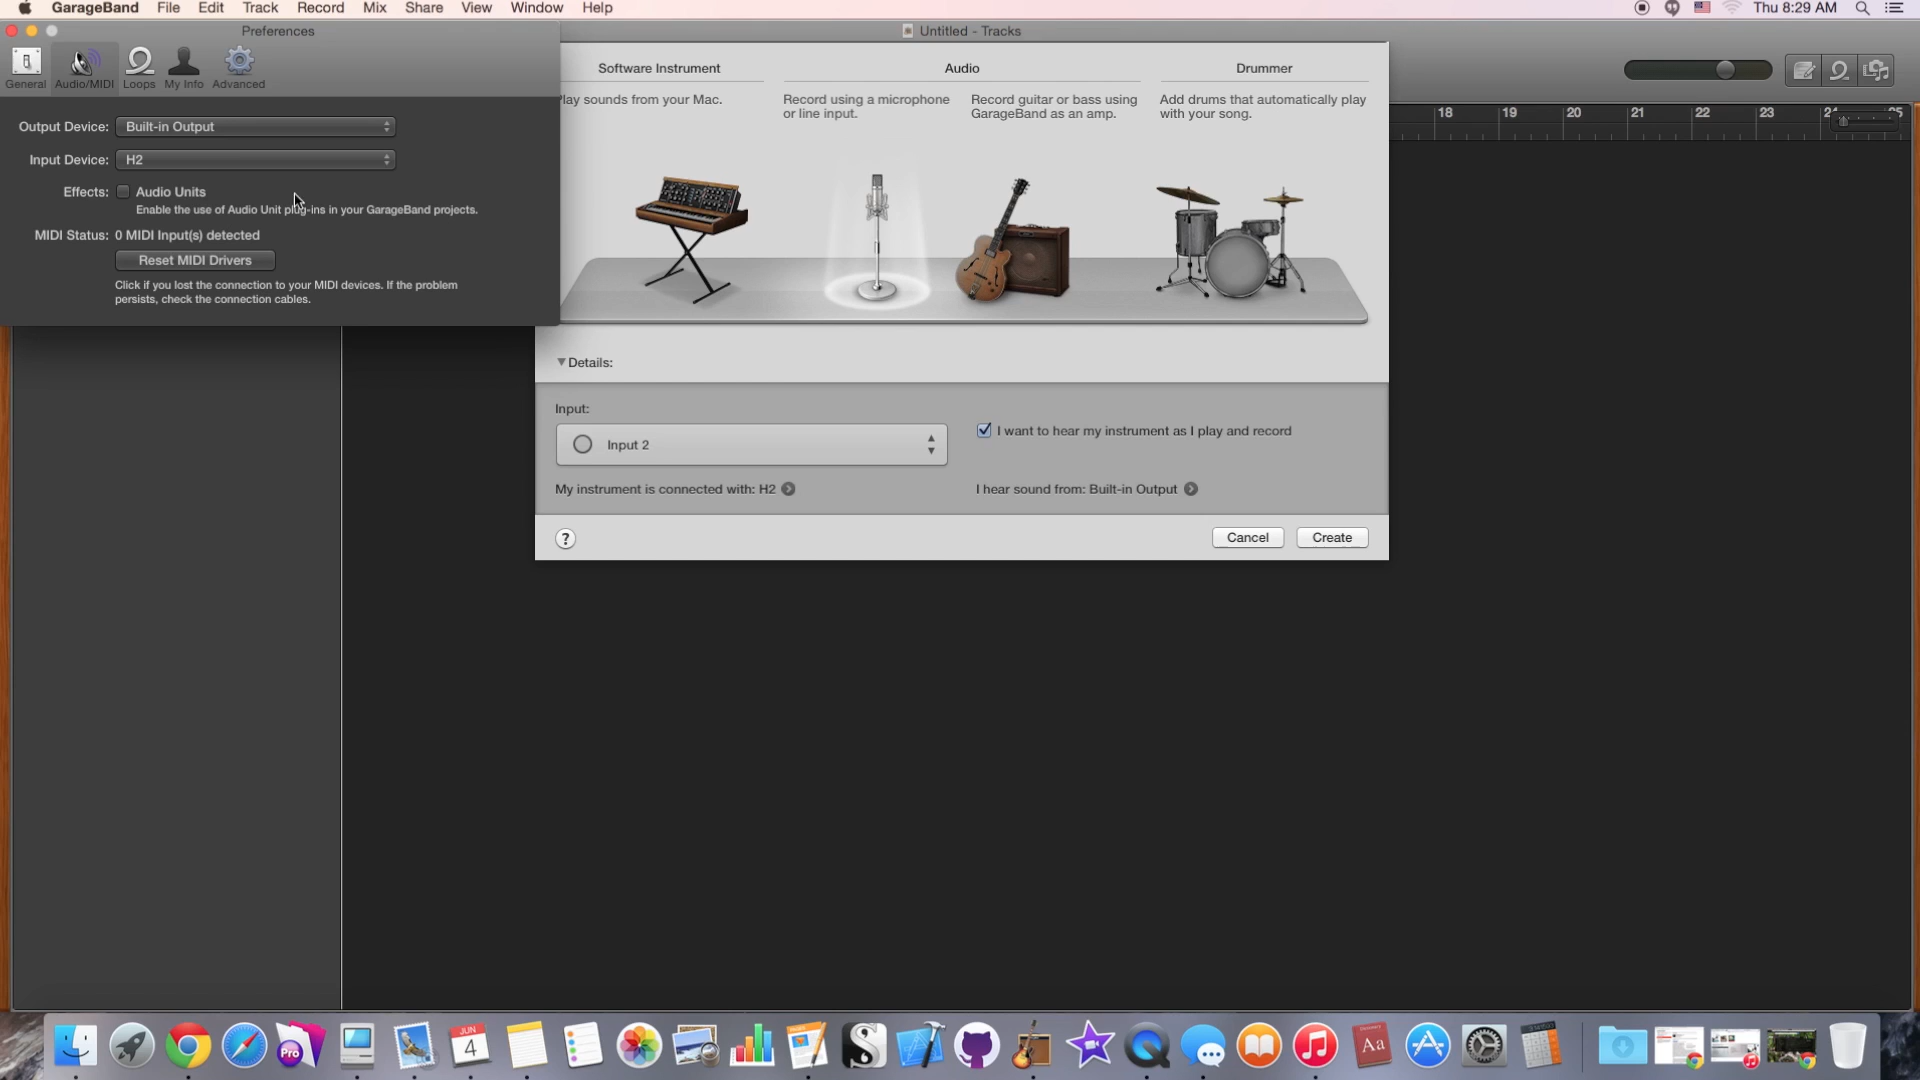 GarageBand File Edit Track Record Mix Share View Window Help
Thu 8:29 AM
Preferences
Untitled - Tracks
General Audio/MIDI Loops My Info Advanced
Output Device: Built-in Output
Input Device: H2
Effects: Audio Units
Enable the use of Audio Unit plug-ins in your GarageBand projects.
MIDI Status: 0 MIDI Input(s) detected
Reset MIDI Drivers
Click if you lost the connection to your MIDI devices. If the problem
persists, check the connection cables.
Software Instrument
Play sounds from your Mac.
Audio
Record using a microphone
or line input.
Record guitar or bass using
GarageBand as an amp.
Drummer
Add drums that automatically play
with your song.
18 19 20 21 22 23
Details:
Input:
Input 2
I want to hear my instrument as I play and record
My instrument is connected with: H2
I hear sound from: Built-in Output
?
Cancel Create
Pro
JUN
4
Aa